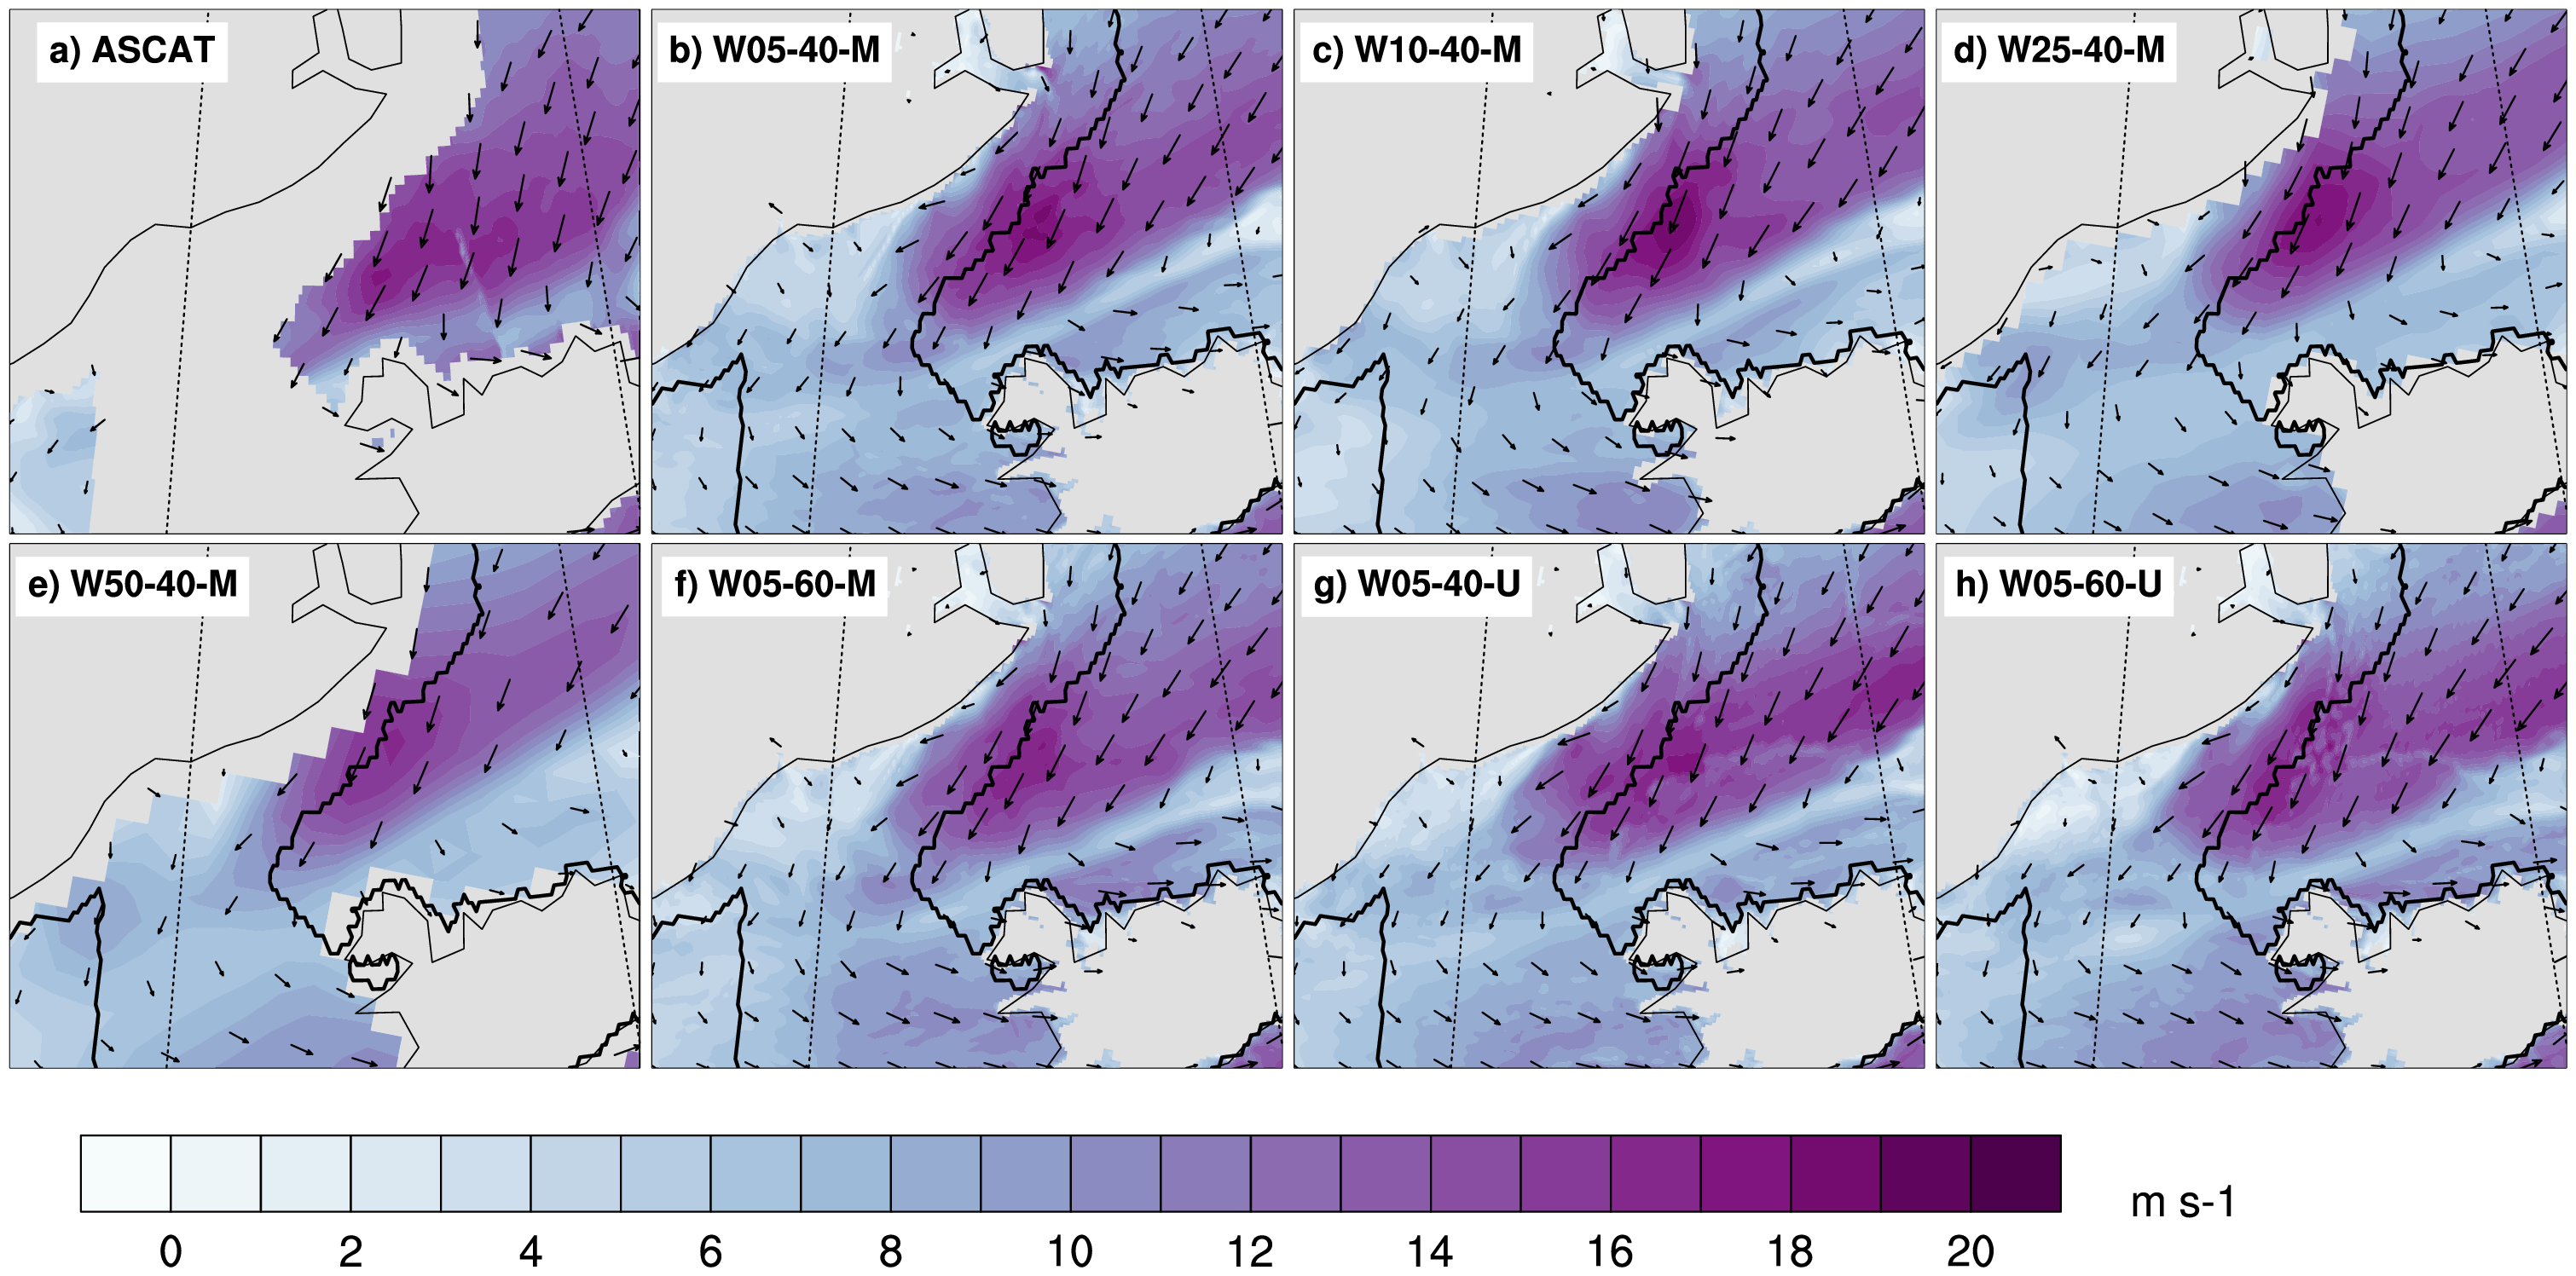 a) ASCAT
b) W05-40-M
c) W10-40-M
d) W25-40-M
e) W50-40-M
f) W05-60-M
g) W05-40-U
h) W05-60-U
m s-1
0 2 4 6 8 10 12 14 16 18 20